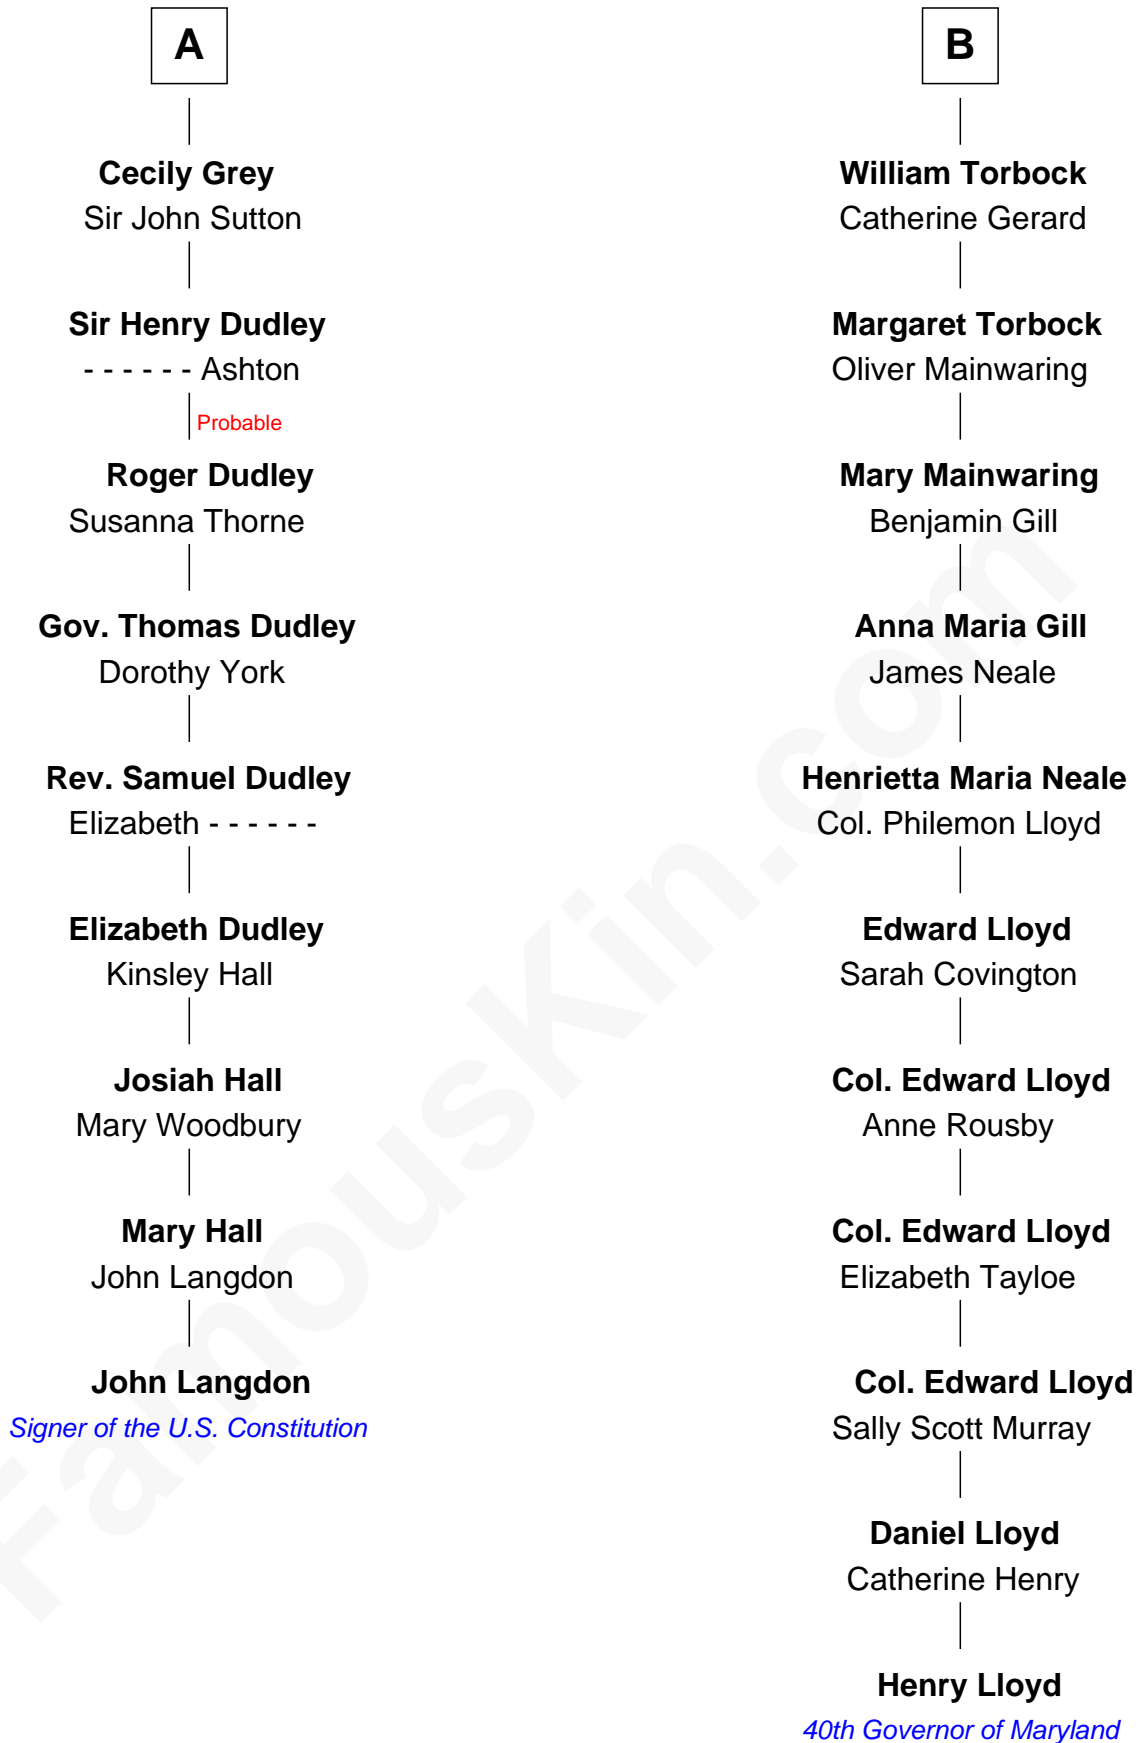 A
Cecily Grey
Sir John Sutton
Sir Henry Dudley
- - - - - - Ashton
Probable
Roger Dudley
Susanna Thorne
Gov. Thomas Dudley
Dorothy York
Rev. Samuel Dudley
Elizabeth - - - - - -
Elizabeth Dudley
Kinsley Hall
Josiah Hall
Mary Woodbury
Mary Hall
John Langdon
John Langdon
Signer of the U.S. Constitution
B
William Torbock
Catherine Gerard
Margaret Torbock
Oliver Mainwaring
Mary Mainwaring
Benjamin Gill
Anna Maria Gill
James Neale
Henrietta Maria Neale
Col. Philemon Lloyd
Edward Lloyd
Sarah Covington
Col. Edward Lloyd
Anne Rousby
Col. Edward Lloyd
Elizabeth Tayloe
Col. Edward Lloyd
Sally Scott Murray
Daniel Lloyd
Catherine Henry
Henry Lloyd
40th Governor of Maryland
FamousKin.com